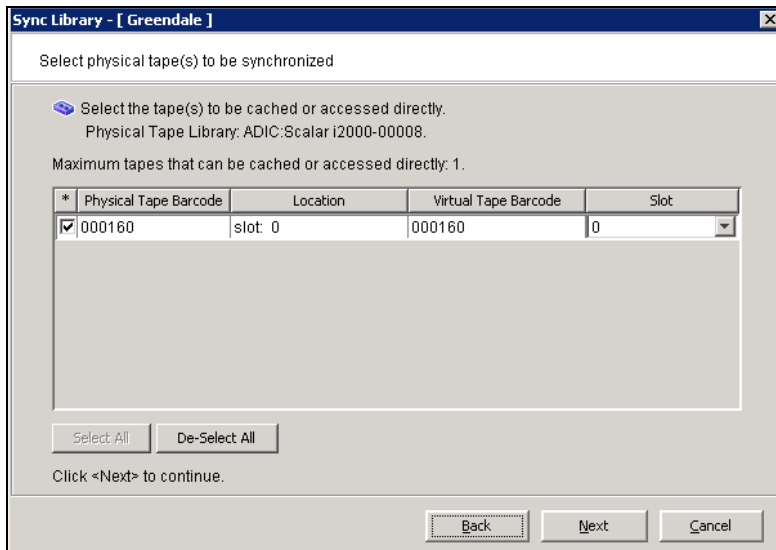 Sync Library - [ Greendale ]
Select physical tape(s) to be synchronized
Select the tape(s) to be cached or accessed directly.
Physical Tape Library: ADIC:Scalar i2000-00008.
Maximum tapes that can be cached or accessed directly: 1.
* Physical Tape Barcode Location Virtual Tape Barcode Slot
000160 slot: 0 000160 0
Select All De-Select All
Click <Next> to continue.
Back Next Cancel